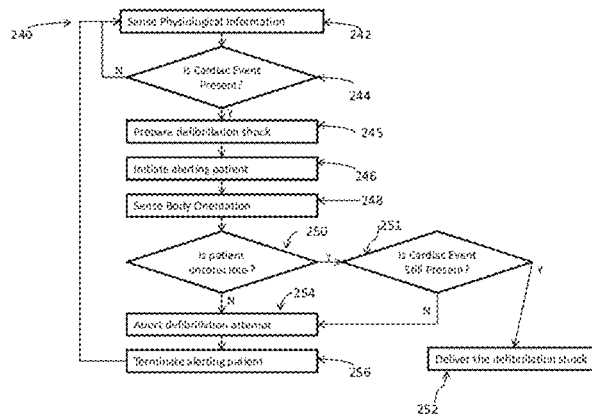 240
Sense Physiological Information
242
N
Is Cardiac Event
Present?
244
Y
Prepare defibrillation shock
245
Initiate alerting patient
246
Sense Body Orientation
248
250
251
Is patient
unconscious?
Y
Is Cardiac Event
Still Present?
Y
N
254
N
Abort defibrillation attempt
Terminate alerting patient
256
Deliver the defibrillation shock
252